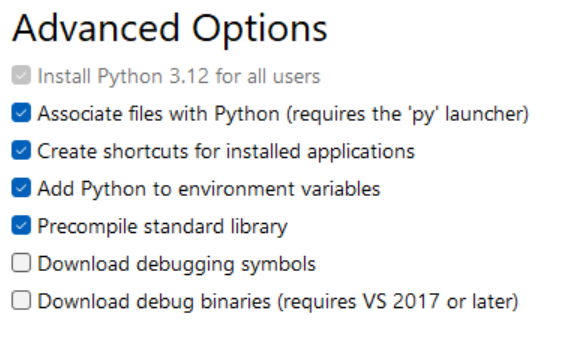 Advanced Options
Install Python 3.12 for all users
Associate files with Python (requires the 'py' launcher)
Create shortcuts for installed applications
Add Python to environment variables
Precompile standard library
Download debugging symbols
Download debug binaries (requires VS 2017 or later)